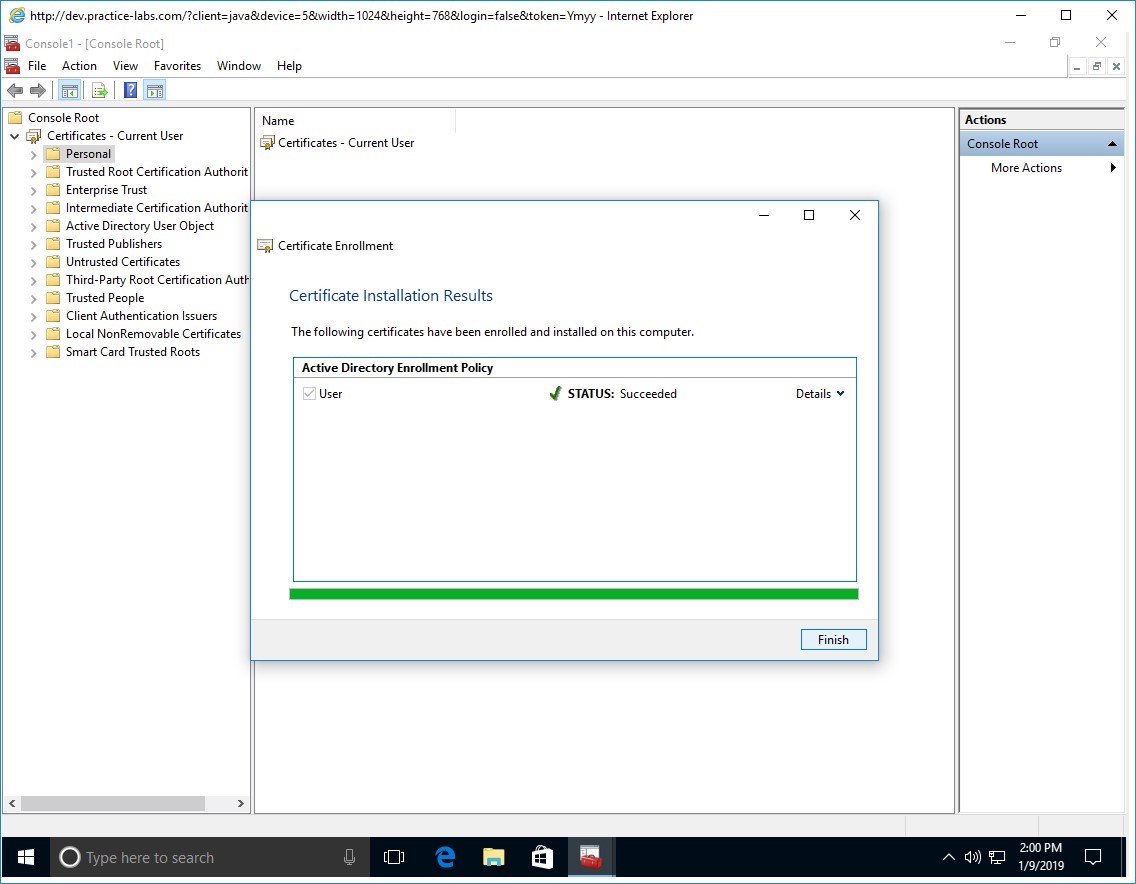 http://dev.practice-labs.com/?client=java&device=5&width=1024&height=768&login=false&token=Ymyy - Internet Explorer
Console1 - [Console Root]
File Action View Favorites Window Help
Console Root
Certificates - Current User
Personal
Trusted Root Certification Authorit
Enterprise Trust
Intermediate Certification Authorit
Active Directory User Object
Trusted Publishers
Untrusted Certificates
Third-Party Root Certification Auth
Trusted People
Client Authentication Issuers
Local NonRemovable Certificates
Smart Card Trusted Roots
Name
Certificates - Current User
Actions
Console Root
More Actions
Certificate Enrollment
Certificate Installation Results
The following certificates have been enrolled and installed on this computer.
Active Directory Enrollment Policy
User STATUS: Succeeded Details
Finish
Type here to search
2:00 PM
1/9/2019